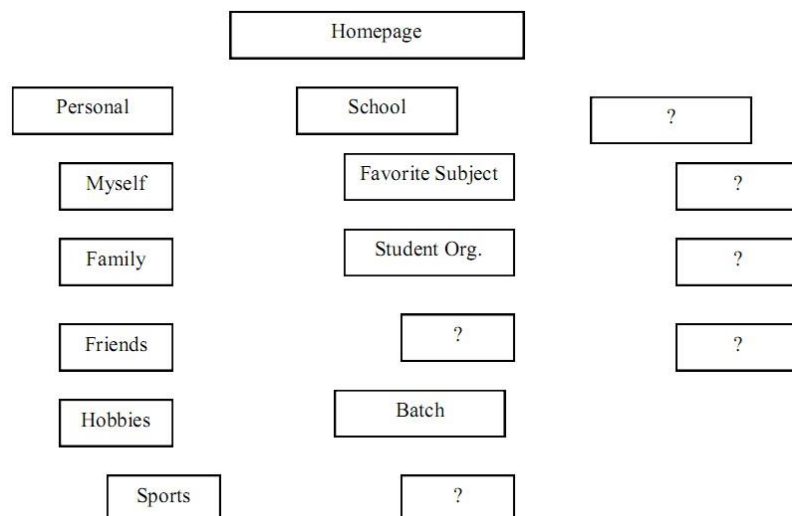 Homepage
Personal
School
?
Myself
Favorite Subject
?
Family
Student Org.
?
Friends
?
?
Hobbies
Batch
Sports
?